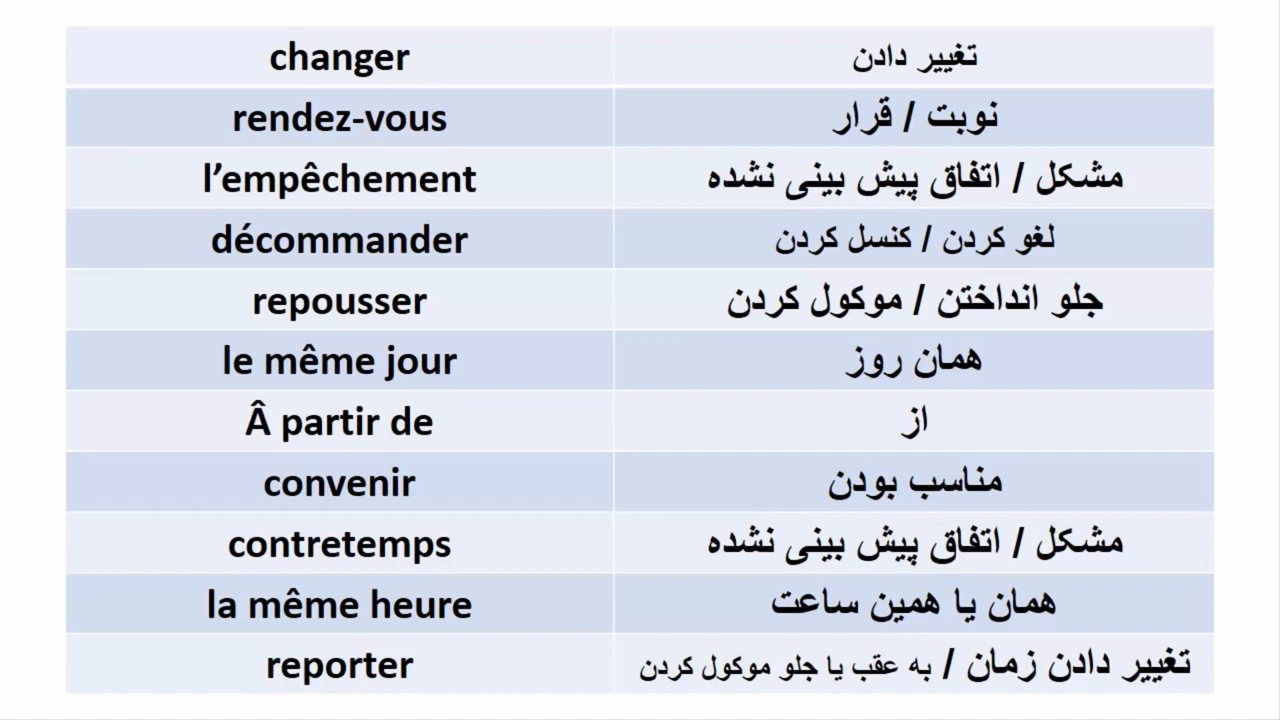 changer تغییر دادن
rendez-vous نوبت / قرار
l’empêchement مشکل / اتفاق پیش بینی نشده
décommander لغو کردن / کنسل کردن
repousser جلو انداختن / موکول کردن
le même jour همان روز
Â partir de از
convenir مناسب بودن
contretemps مشکل / اتفاق پیش بینی نشده
la même heure همان یا همین ساعت
reporter تغییر دادن زمان / به عقب یا جلو موکول کردن